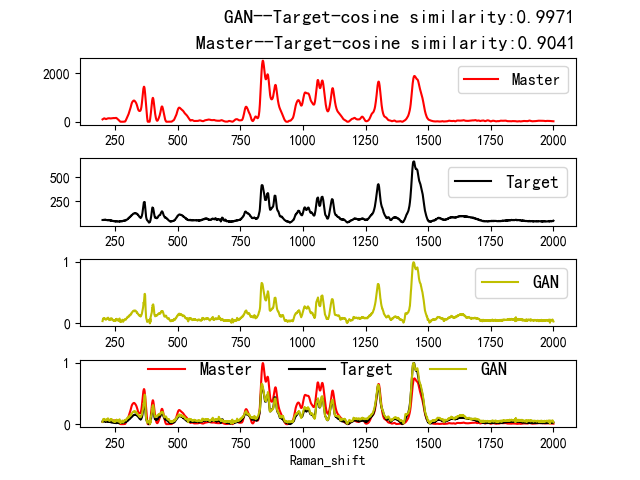 GAN--Target-cosine similarity:0.9971
Master--Target-cosine similarity:0.9041
2000
0
Master
250 500 750 1000 1250 1500 1750 2000
500
250
Target
250 500 750 1000 1250 1500 1750 2000
1
0
GAN
250 500 750 1000 1250 1500 1750 2000
1
0
Master Target GAN
250 500 750 1000 1250 1500 1750 2000
Raman_shift